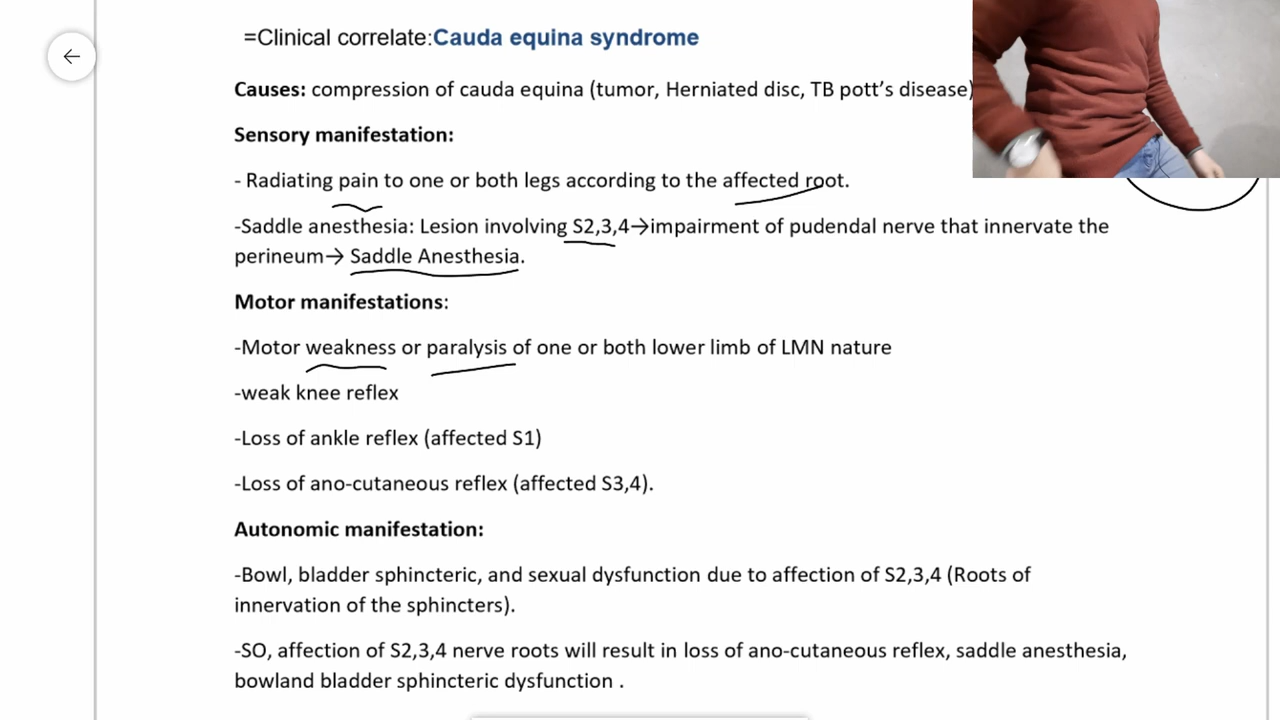 =Clinical correlate:Cauda equina syndrome
Causes: compression of cauda equina (tumor, Herniated disc, TB pott’s disease)
Sensory manifestation:
- Radiating pain to one or both legs according to the affected root.
-Saddle anesthesia: Lesion involving S2,3,4→impairment of pudendal nerve that innervate the
perineum→ Saddle Anesthesia.
Motor manifestations:
-Motor weakness or paralysis of one or both lower limb of LMN nature
-weak knee reflex
-Loss of ankle reflex (affected S1)
-Loss of ano-cutaneous reflex (affected S3,4).
Autonomic manifestation:
-Bowl, bladder sphincteric, and sexual dysfunction due to affection of S2,3,4 (Roots of
innervation of the sphincters).
-SO, affection of S2,3,4 nerve roots will result in loss of ano-cutaneous reflex, saddle anesthesia,
bowland bladder sphincteric dysfunction .